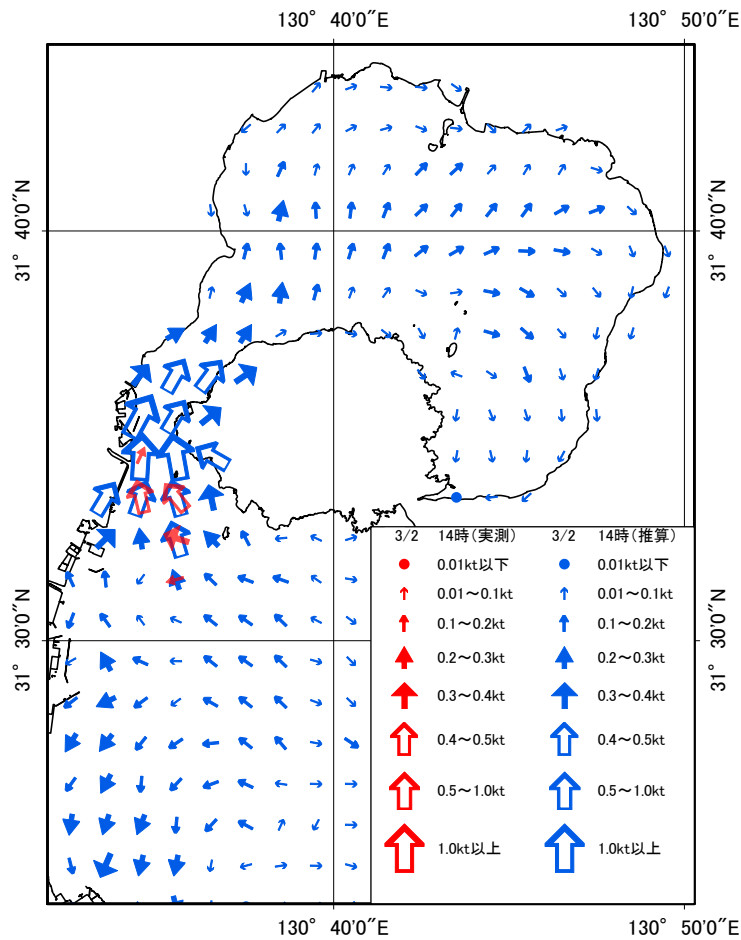 130° 40'0"E 130° 50'0"E
31° 40'0"N
31° 40'0"N
31° 30'0"N
31° 30'0"N
3/2 14時(実測) 3/2 14時(推算)
0.01kt以下 0.01kt以下
0.01～0.1kt 0.01～0.1kt
0.1～0.2kt 0.1～0.2kt
0.2～0.3kt 0.2～0.3kt
0.3～0.4kt 0.3～0.4kt
0.4～0.5kt 0.4～0.5kt
0.5～1.0kt 0.5～1.0kt
1.0kt以上 1.0kt以上
130° 40'0"E 130° 50'0"E